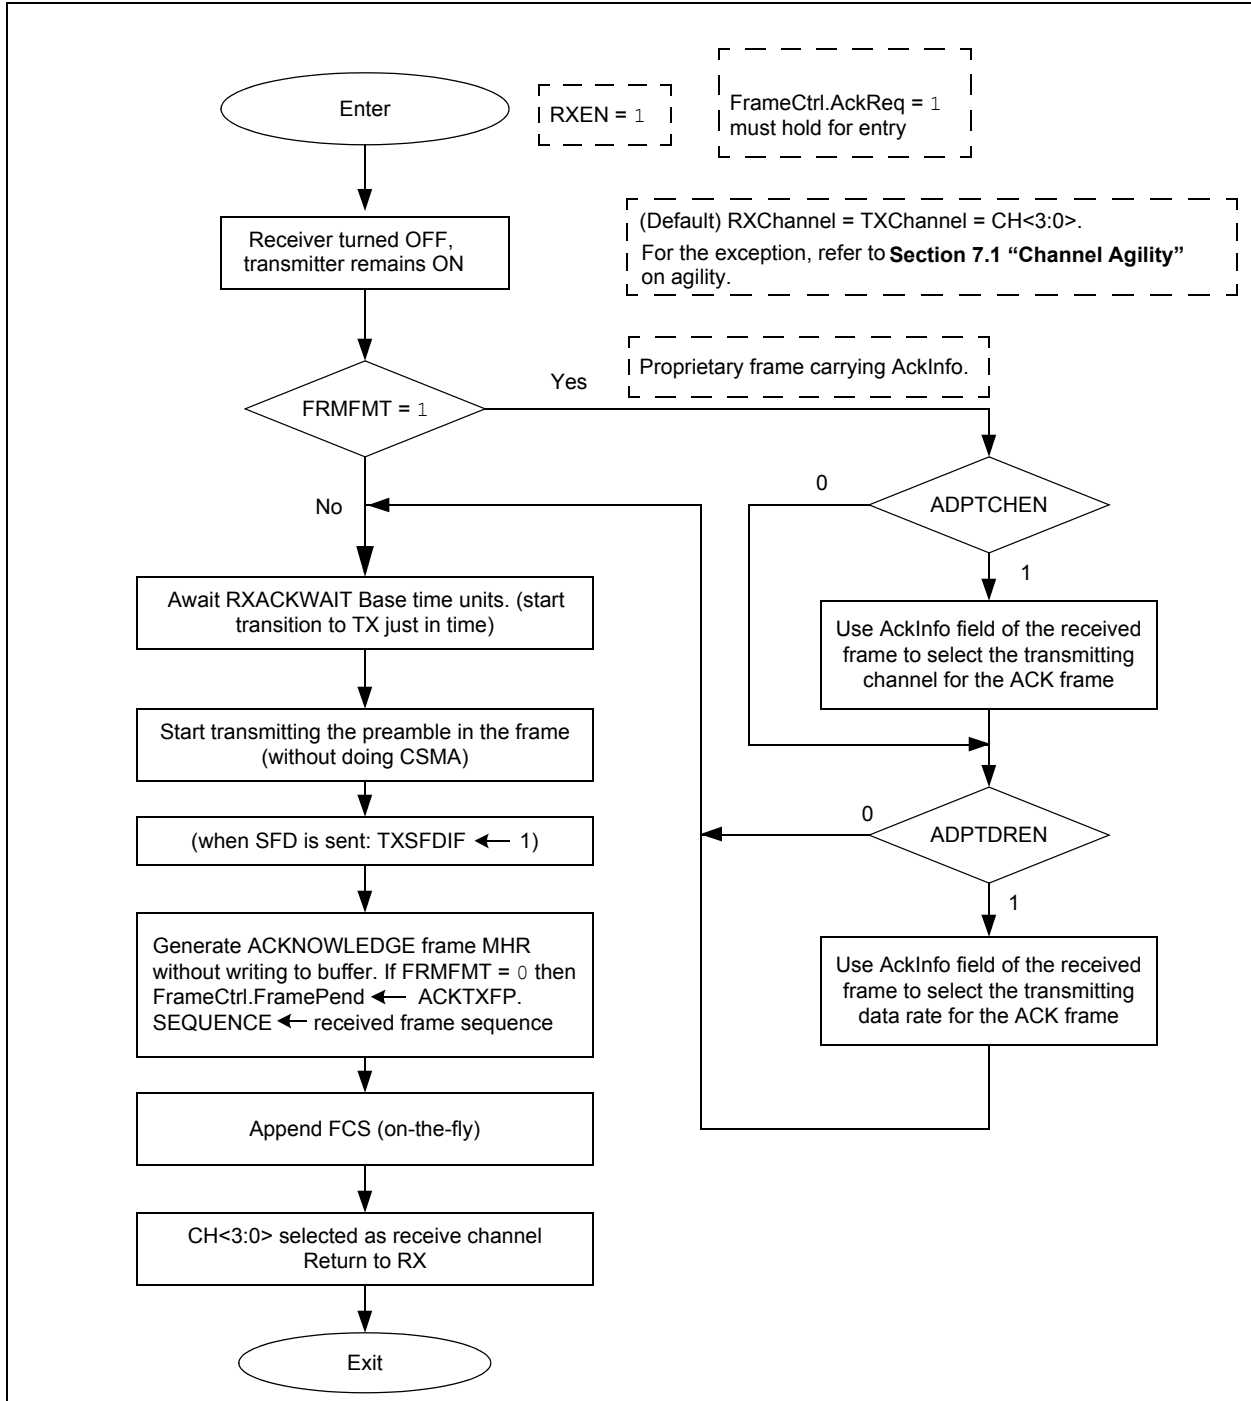 Enter
RXEN = 1
FrameCtrl.AckReq = 1
must hold for entry
Receiver turned OFF,
transmitter remains ON
(Default) RXChannel = TXChannel = CH<3:0>.
For the exception, refer to Section 7.1 “Channel Agility”
on agility.
Proprietary frame carrying AckInfo.
Yes
FRMFMT = 1
No
0
ADPTCHEN
1
Use AckInfo field of the received
frame to select the transmitting
channel for the ACK frame
0
ADPTDREN
1
Use AckInfo field of the received
frame to select the transmitting
data rate for the ACK frame
Await RXACKWAIT Base time units. (start
transition to TX just in time)
Start transmitting the preamble in the frame
(without doing CSMA)
(when SFD is sent: TXSFDIF ← 1)
Generate ACKNOWLEDGE frame MHR
without writing to buffer. If FRMFMT = 0 then
FrameCtrl.FramePend ← ACKTXFP.
SEQUENCE ← received frame sequence
Append FCS (on-the-fly)
CH<3:0> selected as receive channel
Return to RX
Exit